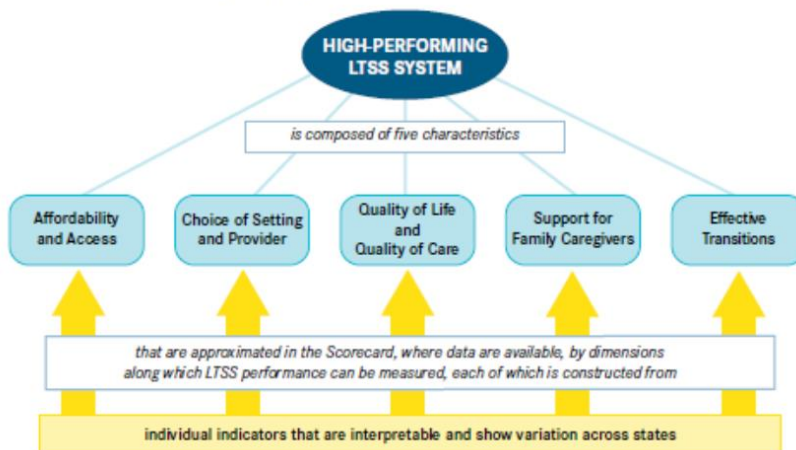 HIGH-PERFORMING
LTSS SYSTEM
is composed of five characteristics
Affordability
and Access
Choice of Setting
and Provider
Quality of Life
and
Quality of Care
Support for
Family Caregivers
Effective
Transitions
that are approximated in the Scorecard, where data are available, by dimensions
along which LTSS performance can be measured, each of which is constructed from
individual indicators that are interpretable and show variation across states